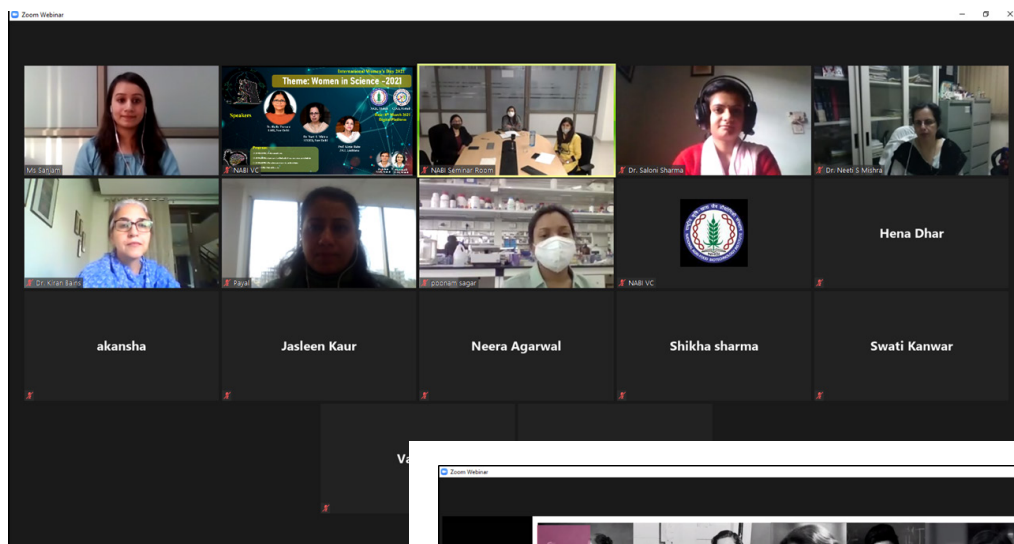 Zoom Webinar
Ms Sanjam
International Women's Day 2021
Theme: Women in Science -2021
Speakers
NABI VC
NABI Seminar Room
Dr. Saloni Sharma
Dr. Neeti S Mishra
Dr. Kiran Bains
Payal
poonam sagar
NABI VC
Hena Dhar
akansha
Jasleen Kaur
Neera Agarwal
Shikha sharma
Swati Kanwar
Va
Zoom Webinar